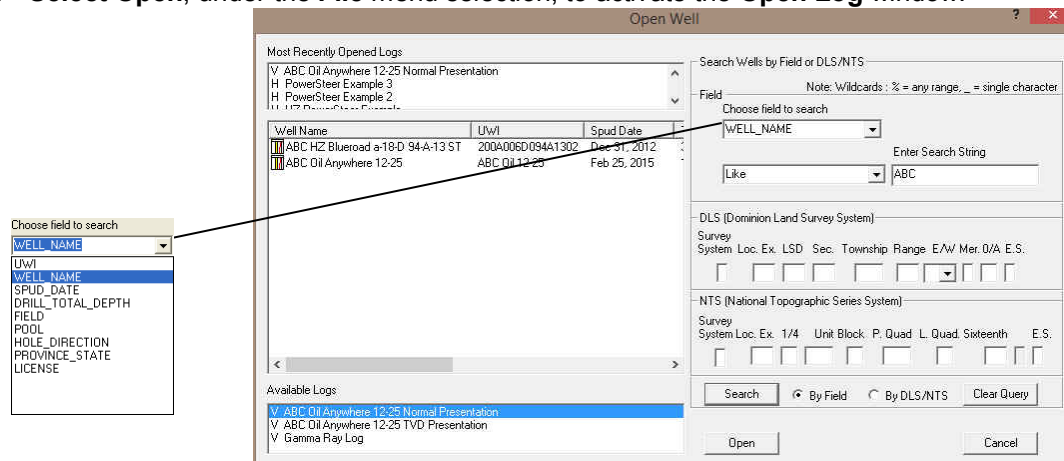 Select Open, under the File menu selection, to activate the Open Log window
Open Well
? ×
Most Recently Opened Logs
V ABC Oil Anywhere 12-25 Normal Presentation
H PowerSteer Example 3
H PowerSteer Example 2
Well Name UWI Spud Date
ABC HZ Blueroad a-18-D 94-A-13 ST 200A006D094A1302 Dec 31, 2012
ABC Oil Anywhere 12-25 ABC Oil 12-25 Feb 25, 2015
Available Logs
V ABC Oil Anywhere 12-25 Normal Presentation
V ABC Oil Anywhere 12-25 TVD Presentation
V Gamma Ray Log
Search Wells by Field or DLS/NTS
Note: Wildcards : % = any range, _ = single character
Field
Choose field to search
WELL_NAME
Enter Search String
Like ABC
DLS (Dominion Land Survey System)
Survey
System Loc. Ex. LSD Sec. Township Range E/W Mer. O/A E.S.
NTS (National Topographic Series System)
Survey
System Loc. Ex. 1/4 Unit Block P. Quad L. Quad. Sixteenth E.S.
Search By Field By DLS/NTS Clear Query
Open Cancel
Choose field to search
WELL_NAME
UWI
WELL_NAME
SPUD_DATE
DRILL_TOTAL_DEPTH
FIELD
POOL
HOLE_DIRECTION
PROVINCE_STATE
LICENSE